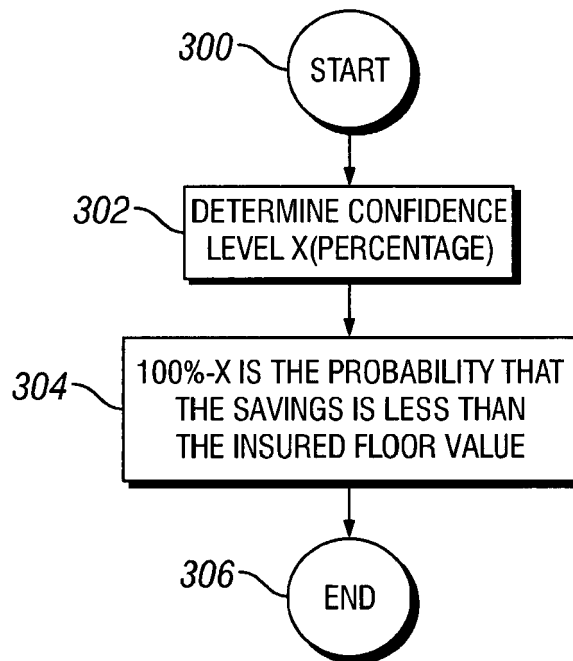 300
START
302
DETERMINE CONFIDENCE
LEVEL X(PERCENTAGE)
304
100%-X IS THE PROBABILITY THAT
THE SAVINGS IS LESS THAN
THE INSURED FLOOR VALUE
306
END